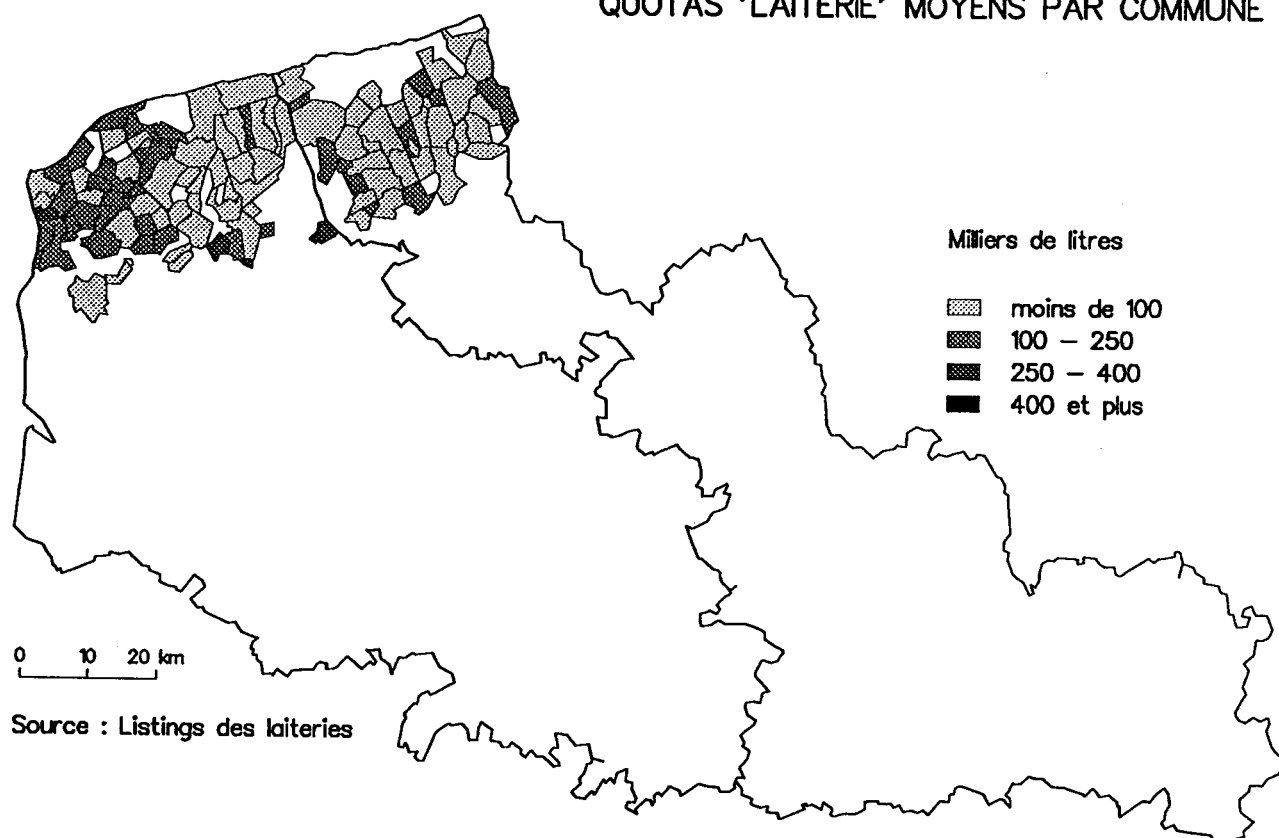 QUOTAS 'LAITERIE' MOYENS PAR COMMUNE
Milliers de litres
moins de 100
100 – 250
250 – 400
400 et plus
0 10 20 km
Source : Listings des laiteries